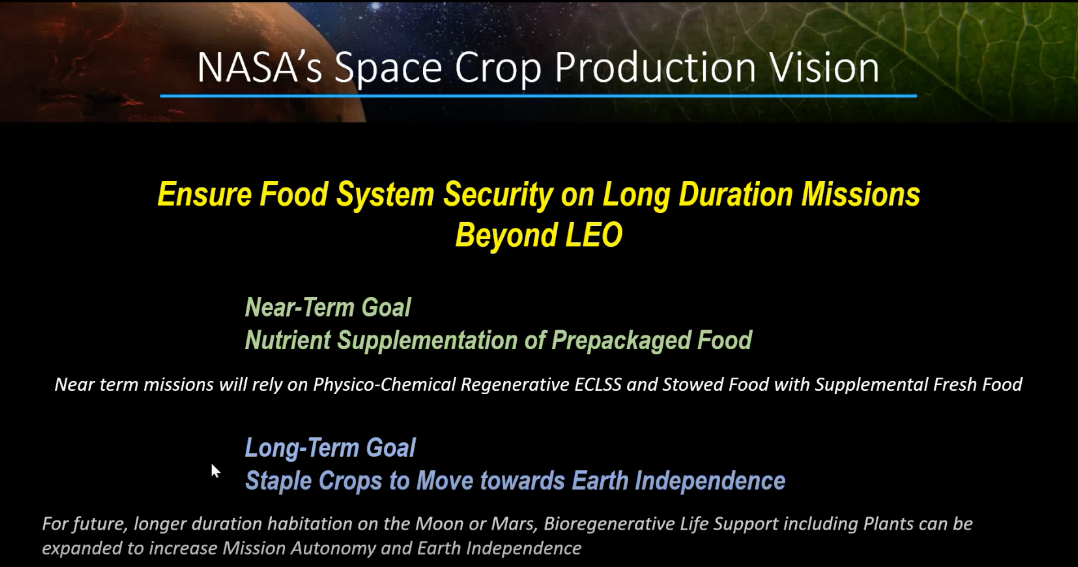 NASA's Space Crop Production Vision
Ensure Food System Security on Long Duration Missions
Beyond LEO
Near-Term Goal
Nutrient Supplementation of Prepackaged Food
Near term missions will rely on Physico-Chemical Regenerative ECLSS and Stowed Food with Supplemental Fresh Food
Long-Term Goal
Staple Crops to Move towards Earth Independence
For future, longer duration habitation on the Moon or Mars, Bioregenerative Life Support including Plants can be
expanded to increase Mission Autonomy and Earth Independence